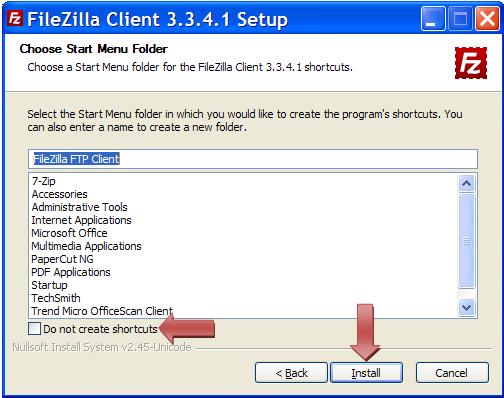 FileZilla Client 3.3.4.1 Setup
Choose Start Menu Folder
Choose a Start Menu folder for the FileZilla Client 3.3.4.1 shortcuts.
Fz
Select the Start Menu folder in which you would like to create the program's shortcuts. You
can also enter a name to create a new folder.
FileZilla FTP Client
7-Zip
Accessories
Administrative Tools
Internet Applications
Microsoft Office
Multimedia Applications
PaperCut NG
PDF Applications
Startup
TechSmith
Trend Micro OfficeScan Client
Do not create shortcuts
Nullsoft Install System v2.45-Unicode
< Back
Install
Cancel